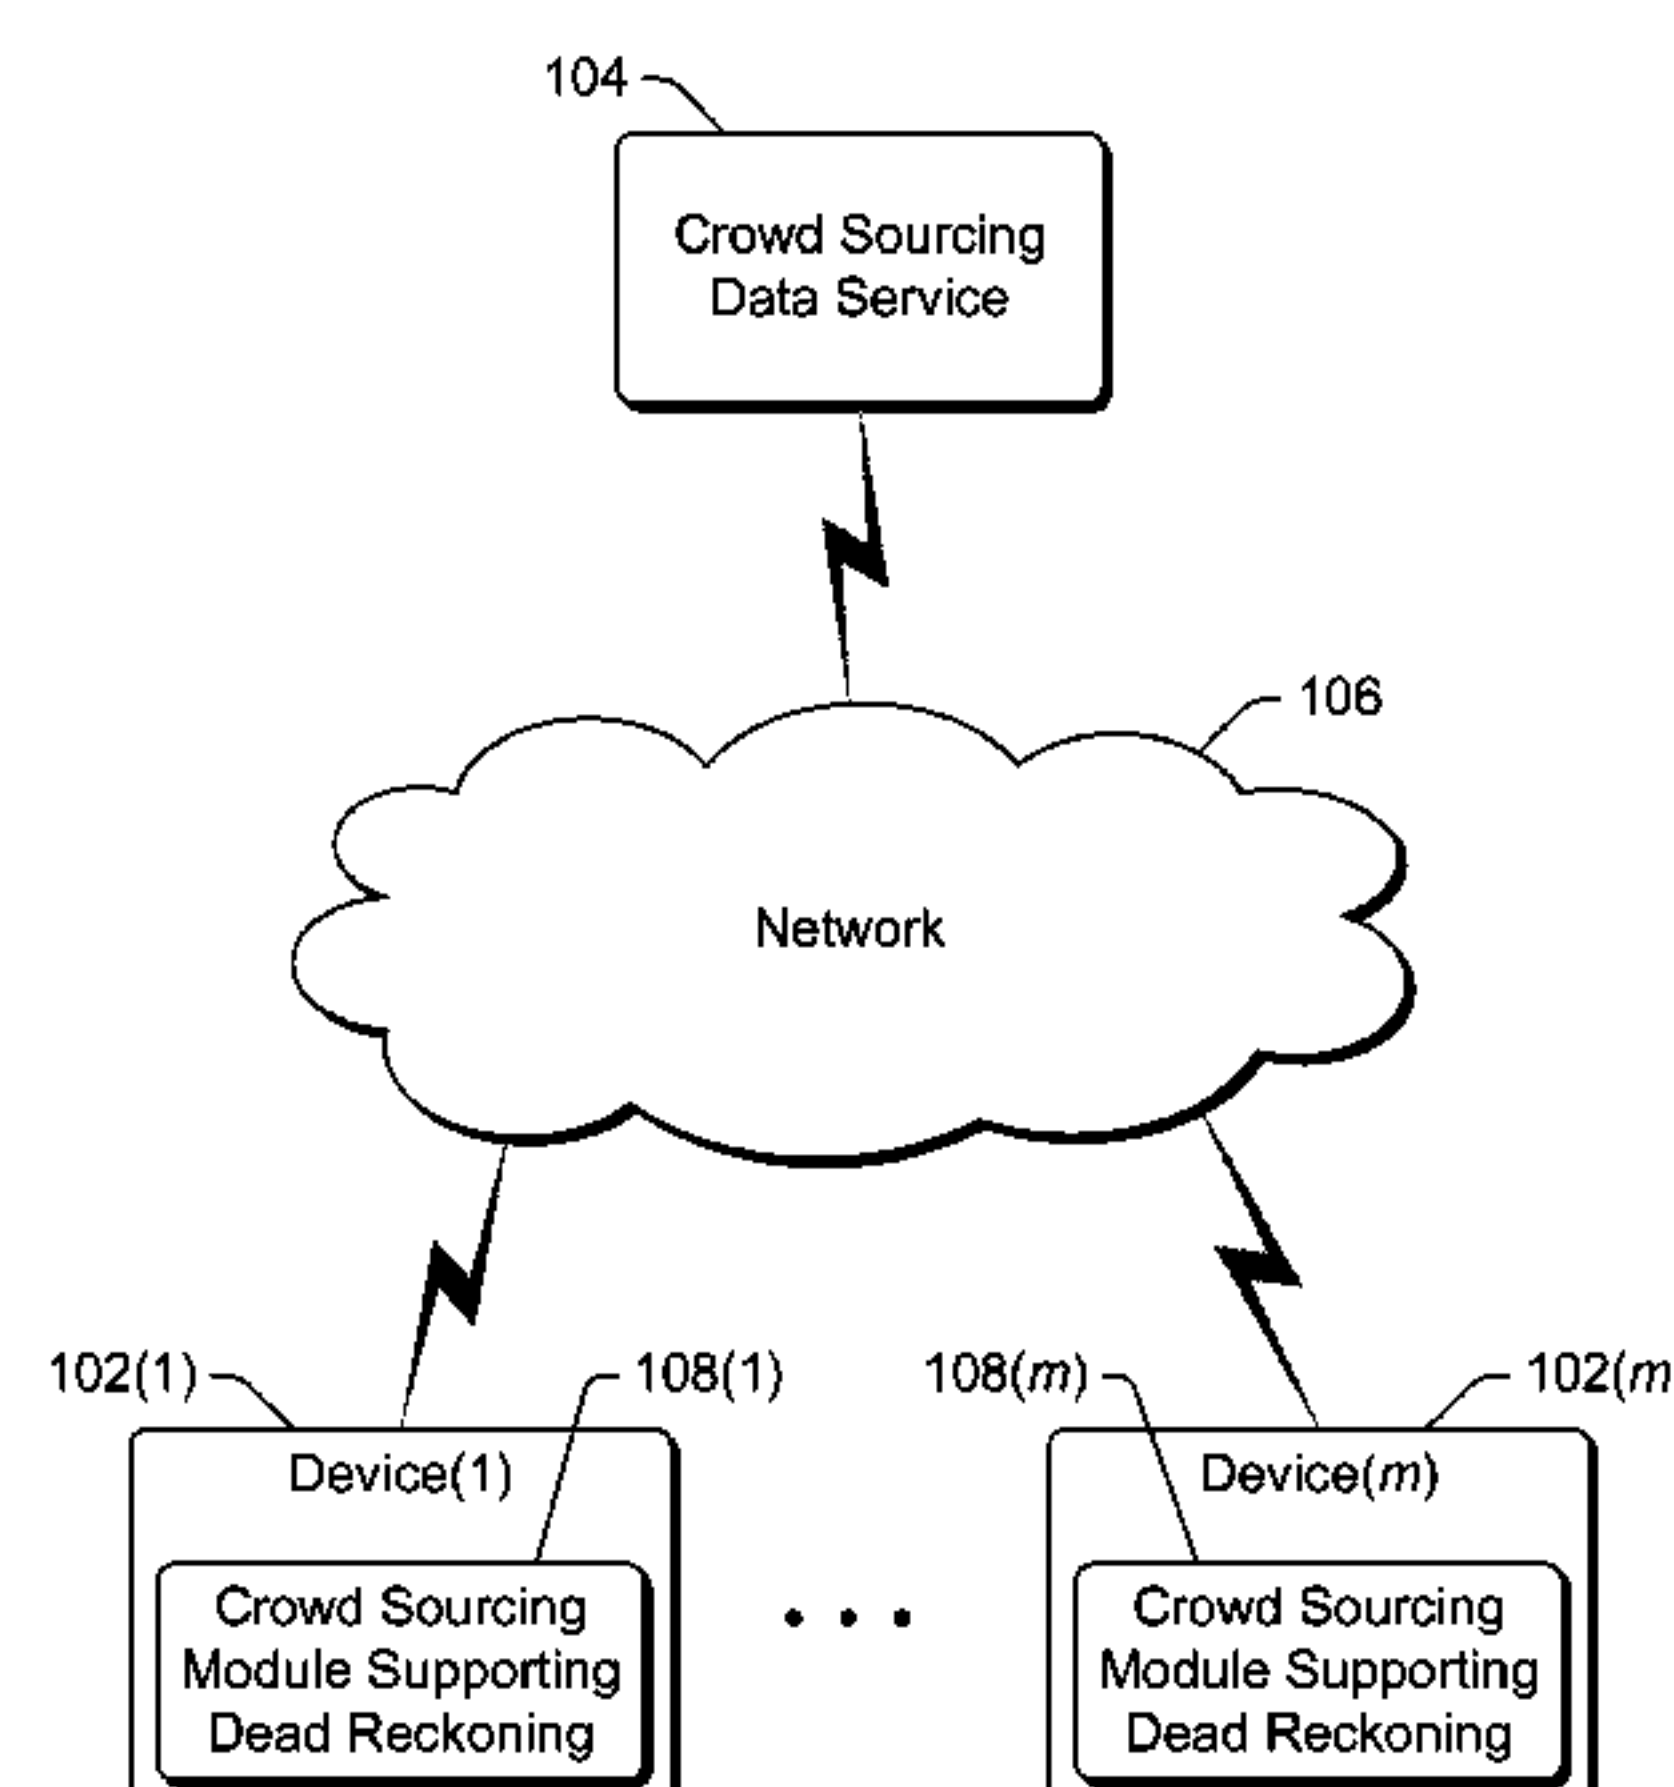 104
Crowd Sourcing
Data Service
106
Network
102(1)
108(1)
108(m)
102(m
Device(1)
Device(m)
Crowd Sourcing
Module Supporting
Dead Reckoning
• • •
Crowd Sourcing
Module Supporting
Dead Reckoning